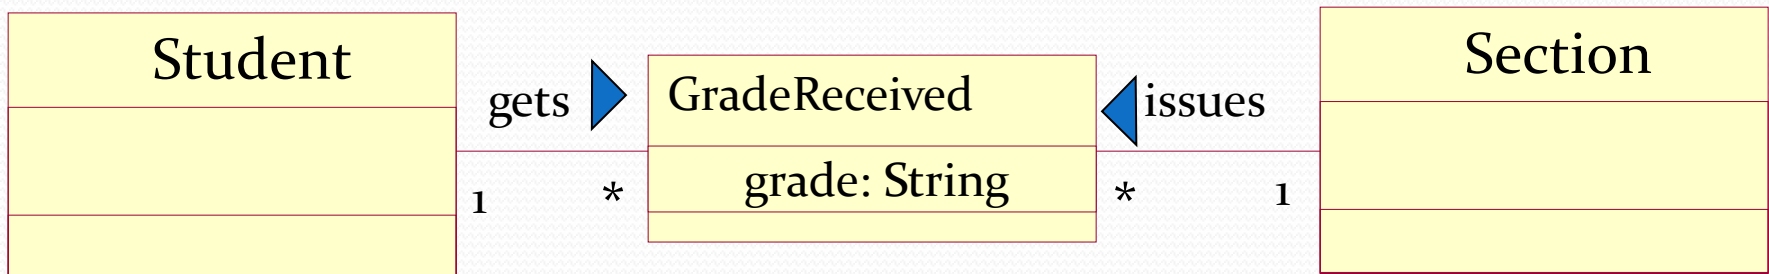 Student
gets
1
*
GradeReceived
grade: String
issues
*
1
Section